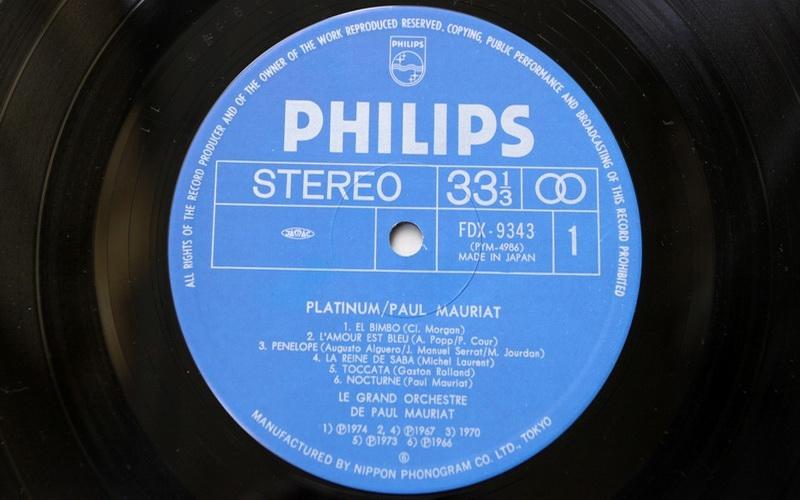 ALL RIGHTS OF THE RECORD PRODUCER AND OF THE OWNER OF THE WORK REPRODUCED RESERVED. COPYING, PUBLIC PERFORMANCE AND BROADCASTING OF THIS RECORD PROHIBITED
PHILIPS
PHILIPS
STEREO 33 1/3
JASRAC FDX-9343 1
(PYM-4986)
MADE IN JAPAN
PLATINUM/PAUL MAURIAT
1. EL BIMBO (Cl. Morgan)
2. L'AMOUR EST BLEU (A. Popp/P. Cour)
3. PENELOPE (Augusto Alguero/J. Manuel Serrat/M. Jourdan)
4. LA REINE DE SABA (Michel Laurent)
5. TOCCATA (Gaston Rolland)
6. NOCTURNE (Paul Mauriat)
LE GRAND ORCHESTRE
DE PAUL MAURIAT
1) ℗1974 2, 4) ℗1967 3) 1970
5) ℗1973 6) ℗1966
⑥
MANUFACTURED BY NIPPON PHONOGRAM CO. LTD., TOKYO